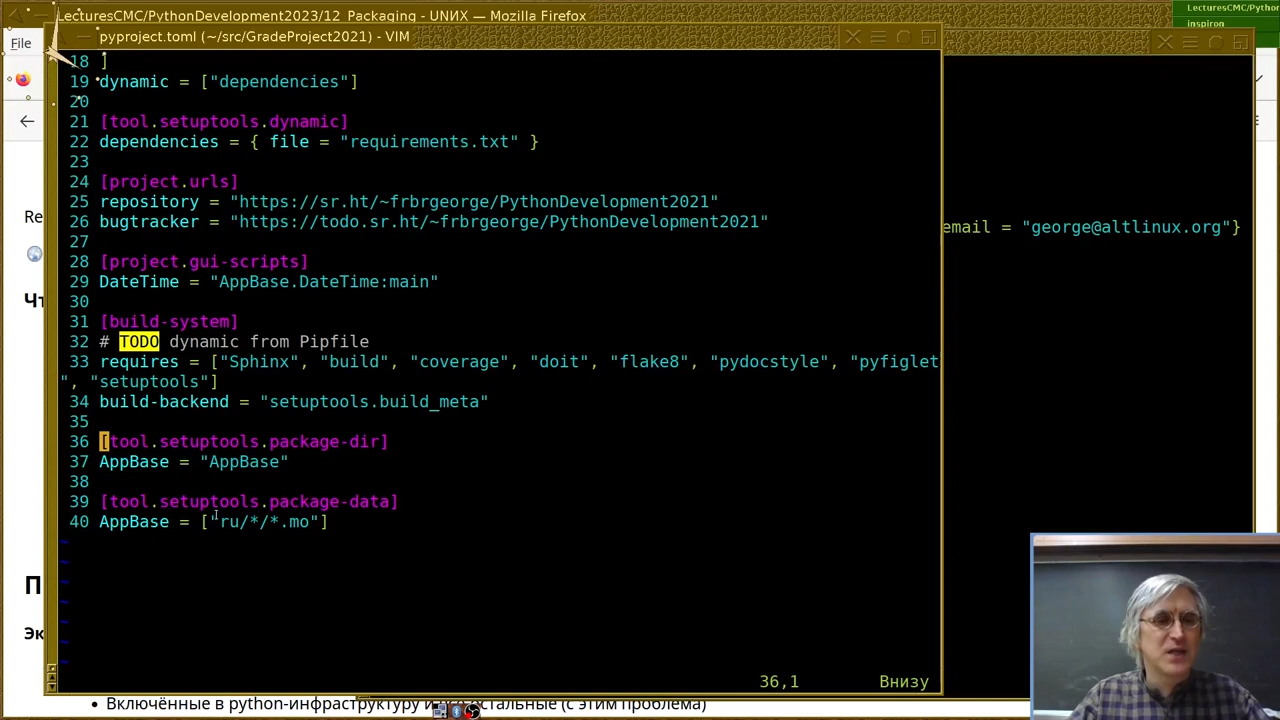 LecturesCMC/PythonDevelopment2023/12_Packaging - UNИX — Mozilla Firefox
LecturesCMC/Pytho
inspiron
pyproject.toml (~/src/GradeProject2021) - VIM
File
18 ]
19 dynamic = ["dependencies"]
20
21 [tool.setuptools.dynamic]
22 dependencies = { file = "requirements.txt" }
23
24 [project.urls]
25 repository = "https://sr.ht/~frbrgeorge/PythonDevelopment2021"
26 bugtracker = "https://todo.sr.ht/~frbrgeorge/PythonDevelopment2021"
email = "george@altlinux.org"}
27
28 [project.gui-scripts]
29 DateTime = "AppBase.DateTime:main"
30
31 [build-system]
32 # TODO dynamic from Pipfile
33 requires = ["Sphinx", "build", "coverage", "doit", "flake8", "pydocstyle", "pyfiglet
", "setuptools"]
34 build-backend = "setuptools.build_meta"
35
36 [tool.setuptools.package-dir]
37 AppBase = "AppBase"
38
39 [tool.setuptools.package-data]
40 AppBase = ["ru/*/*.mo"]
~
~
~
~
~
~
~
36,1 Внизу
Re
Чт
П
Эк
• Включённые в python-инфраструктуру и
остальные (с этим проблема)